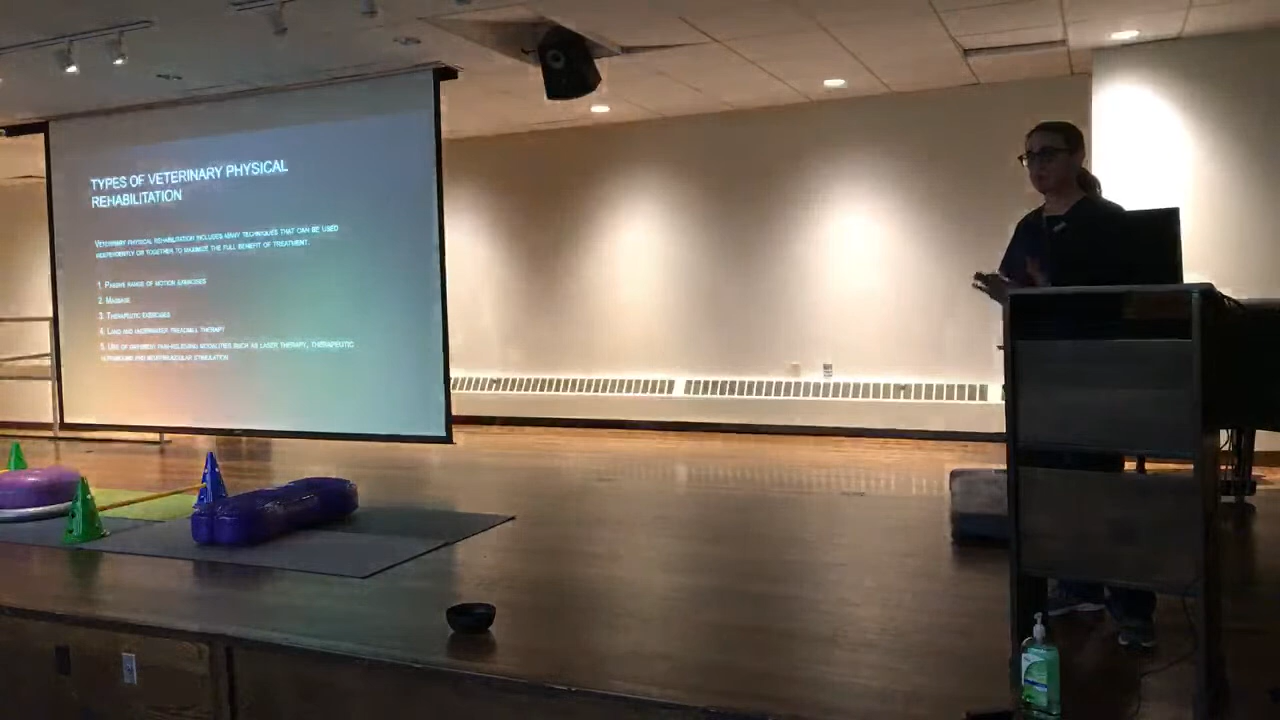 TYPES OF VETERINARY PHYSICAL
REHABILITATION
VETERINARY PHYSICAL REHABILITATION INCLUDES MANY TECHNIQUES THAT CAN BE USED
INDEPENDENTLY OR TOGETHER TO MAXIMIZE THE FULL BENEFIT OF TREATMENT.
1. PASSIVE RANGE OF MOTION EXERCISES
2. MASSAGE
3. THERAPEUTIC EXERCISES
4. LAND AND UNDERWATER TREADMILL THERAPY
5. USE OF DIFFERENT PAIN-RELIEVING MODALITIES SUCH AS LASER THERAPY, THERAPEUTIC
ULTRASOUND AND NEUROMUSCULAR STIMULATION